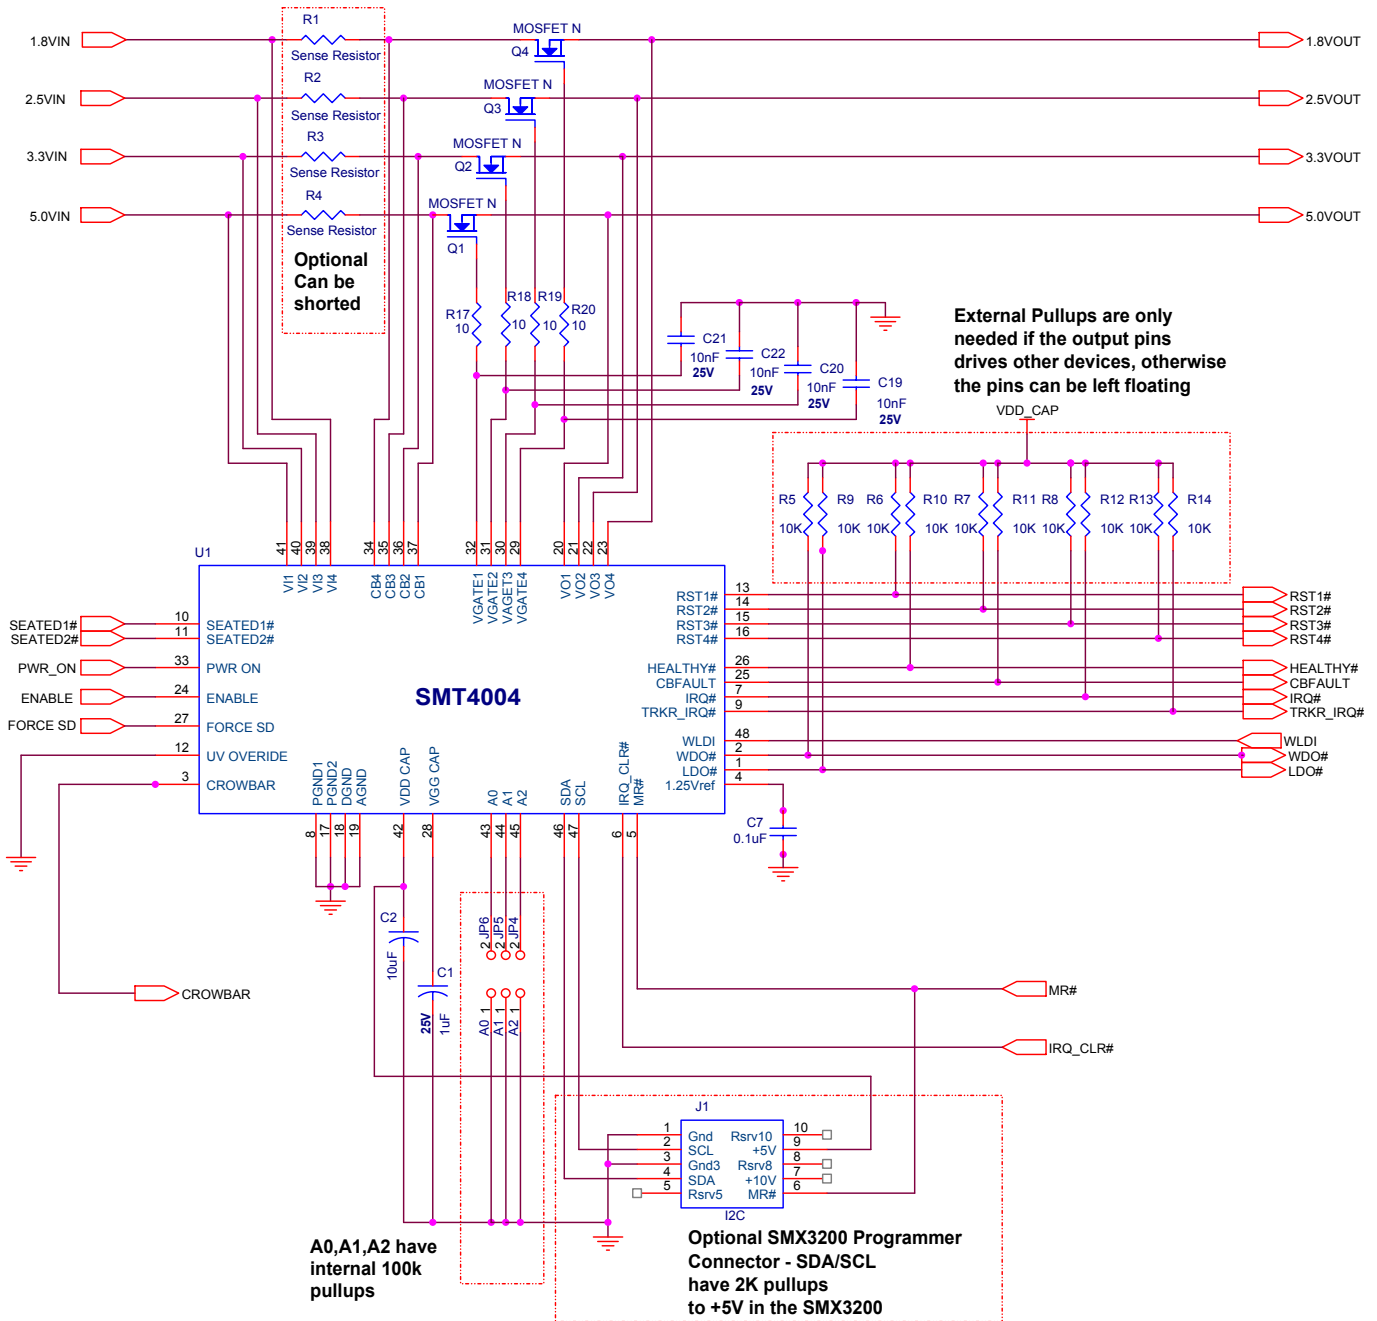 R1
MOSFET N
1.8VIN
Sense Resistor
Q4
1.8VOUT
R2
MOSFET N
2.5VIN
Sense Resistor
Q3
2.5VOUT
R3
MOSFET N
3.3VIN
Sense Resistor
Q2
3.3VOUT
R4
MOSFET N
5.0VIN
Sense Resistor
Q1
5.0VOUT
Optional
Can be
shorted
R17
10
R18
10
R19
10
R20
10
C21
10nF
25V
C22
10nF
25V
C20
10nF
25V
C19
10nF
25V
External Pullups are only
needed if the output pins
drives other devices, otherwise
the pins can be left floating
VDD_CAP
R5 R9 R6 R10 R7 R11 R8 R12 R13 R14
10K 10K 10K 10K 10K 10K 10K 10K 10K 10K
U1
41 40 39 38 34 35 36 37 32 31 30 29 20 21 22 23
VI1 VI2 VI3 VI4 CB4 CB3 CB2 CB1 VGATE1 VGATE2 VAGET3 VGATE4 VO1 VO2 VO3 VO4
SEATED1# 10 SEATED1#
SEATED2# 11 SEATED2#
PWR_ON 33 PWR ON
ENABLE 24 ENABLE
FORCE SD 27 FORCE SD
12 UV OVERIDE
3 CROWBAR
SMT4004
RST1# 13 RST1#
RST2# 14 RST2#
RST3# 15 RST3#
RST4# 16 RST4#
HEALTHY# 26 HEALTHY#
CBFAULT 25 CBFAULT
IRQ# 7 IRQ#
TRKR_IRQ# 9 TRKR_IRQ#
WLDI 48 WLDI
WDO# 2 WDO#
LDO# 1 LDO#
1.25Vref 4
PGND1 PGND2 DGND AGND VDD CAP VGG CAP A0 A1 A2 SDA SCL IRQ_CLR# MR#
8 17 18 19 42 28 43 44 45 46 47 6 5
C7
0.1uF
C2
10uF
C1
25V
1uF
JP6 JP5 JP4
2 2 2
1 1 1
A0 A1 A2
CROWBAR
MR#
IRQ_CLR#
J1
1 Gnd Rsrv10 10
2 SCL +5V 9
3 Gnd3 Rsrv8 8
4 SDA +10V 7
5 Rsrv5 MR# 6
I2C
A0,A1,A2 have
internal 100k
pullups
Optional SMX3200 Programmer
Connector - SDA/SCL
have 2K pullups
to +5V in the SMX3200